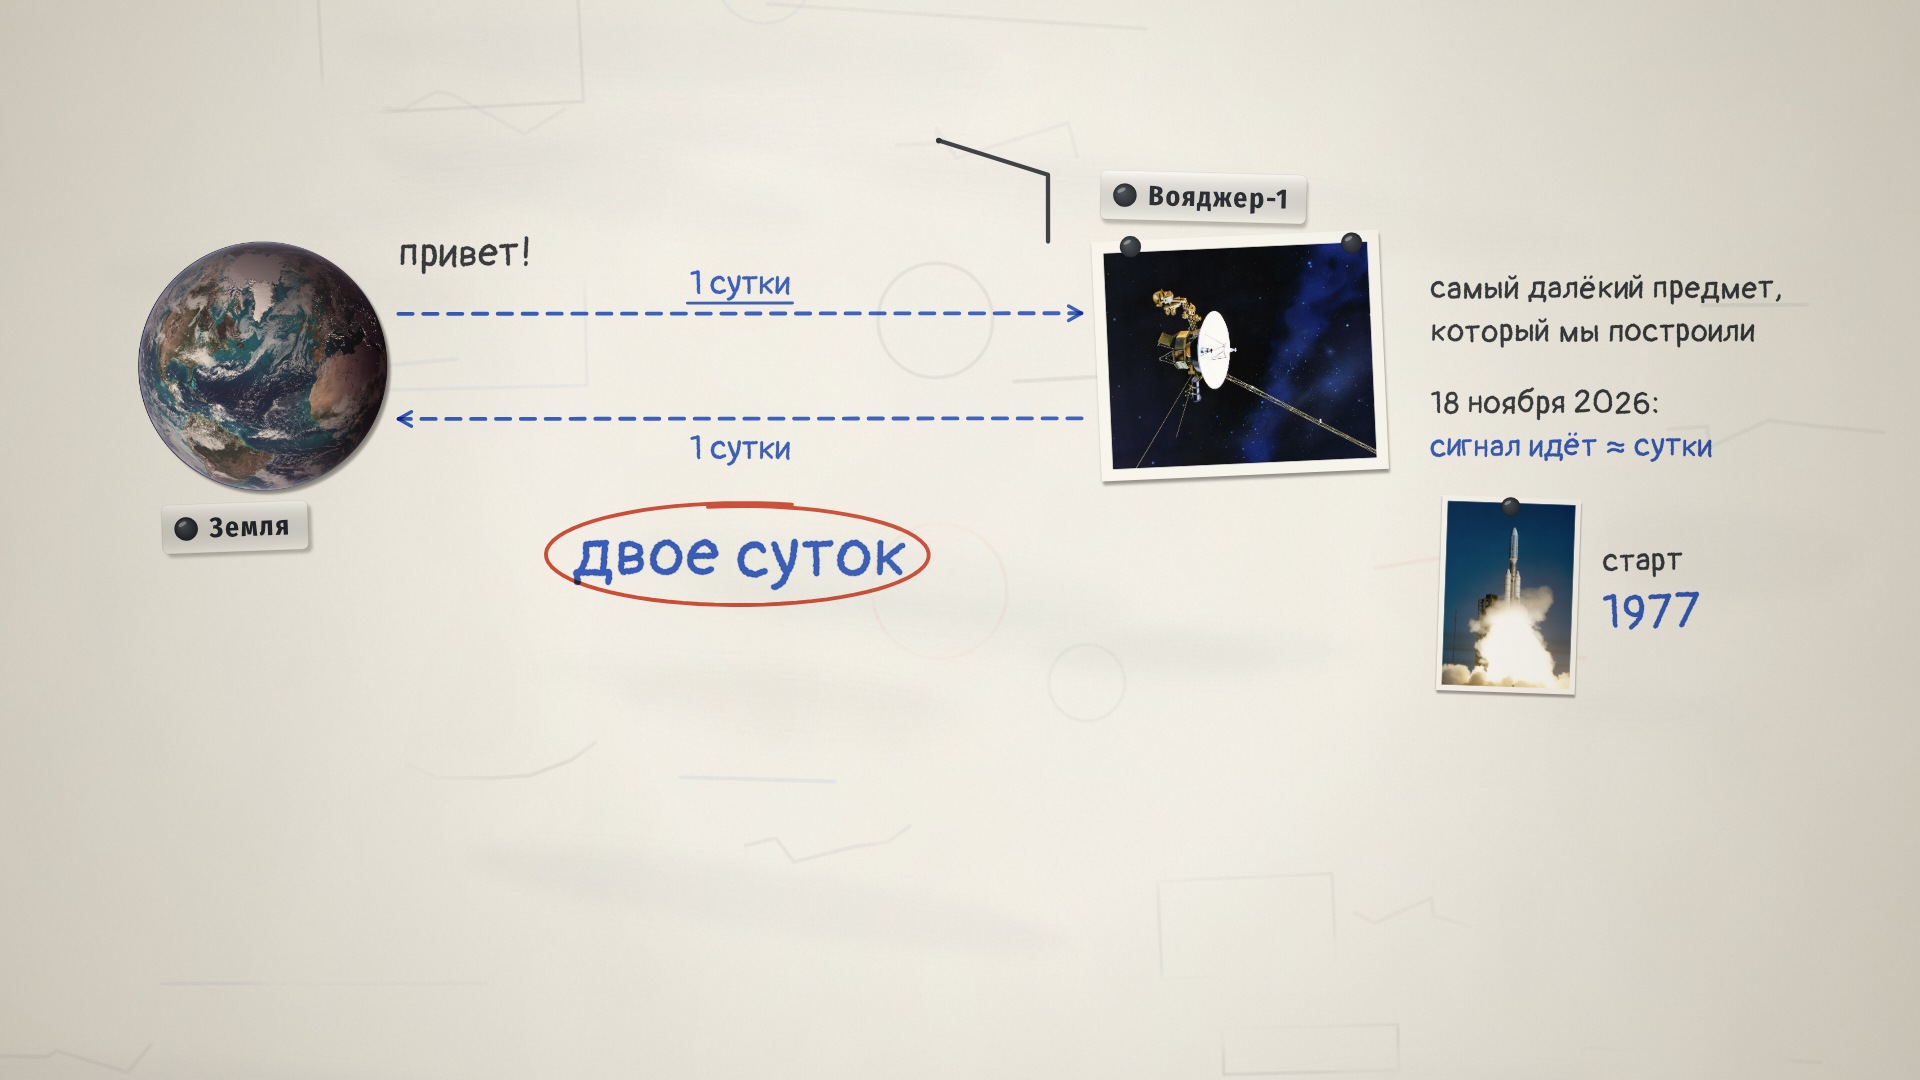 Вояджер-1
привет!
1 сутки
самый далёкий предмет,
который мы построили
18 ноября 2026:
сигнал идёт ≈ сутки
1 сутки
Земля
двое суток
старт
1977